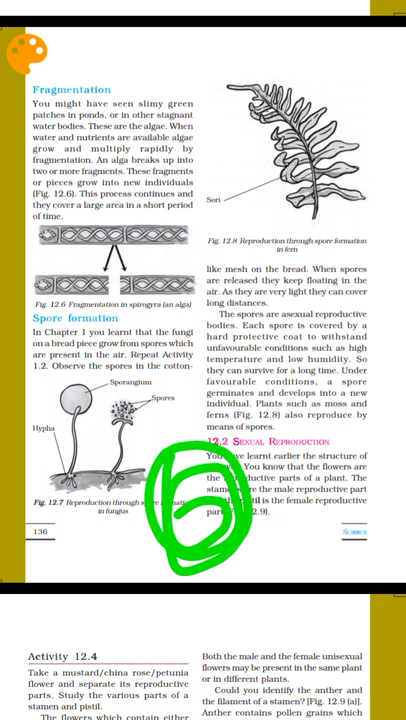 Fragmentation
You might have seen slimy green
patches in ponds, or in other stagnant
water bodies. These are the algae. When
water and nutrients are available algae
grow and multiply rapidly by
fragmentation. An alga breaks up into
two or more fragments. These fragments
or pieces grow into new individuals
(Fig. 12.6). This process continues and
they cover a large area in a short period
of time.
Fig. 12.6 Fragmentation in spirogyra (an alga)
Spore formation
In Chapter 1 you learnt that the fungi
on a bread piece grow from spores which
are present in the air. Repeat Activity
1.2. Observe the spores in the cotton-
Sporangium
Spores
Hypha
Fig. 12.7 Reproduction through
in fungus
136
Sori
Fig. 12.8 Reproduction through spore formation
in fern
like mesh on the bread. When spores
are released they keep floating in the
air. As they are very light they can cover
long distances.
The spores are asexual reproductive
bodies. Each spore is covered by a
hard protective coat to withstand
unfavourable conditions such as high
temperature and low humidity. So
they can survive for a long time. Under
favourable conditions, a spore
germinates and develops into a new
individual. Plants such as moss and
ferns (Fig. 12.8) also reproduce by
means of spores.
12.2 SEXUAL REPRODUCTION
learnt earlier the structure of
You know that the flowers are
the parts of a plant. The
the male reproductive part
is the female reproductive
12.9).
5
SCIENCE
Activity 12.4
Take a mustard/china rose/petunia
flower and separate its reproductive
parts. Study the various parts of a
stamen and pistil.
The flowers which contain either
Both the male and the female unisexual
flowers may be present in the same plant
or in different plants.
Could you identify the anther and
the filament of a stamen? [Fig. 12.9 (a)].
Anther contains pollen grains which